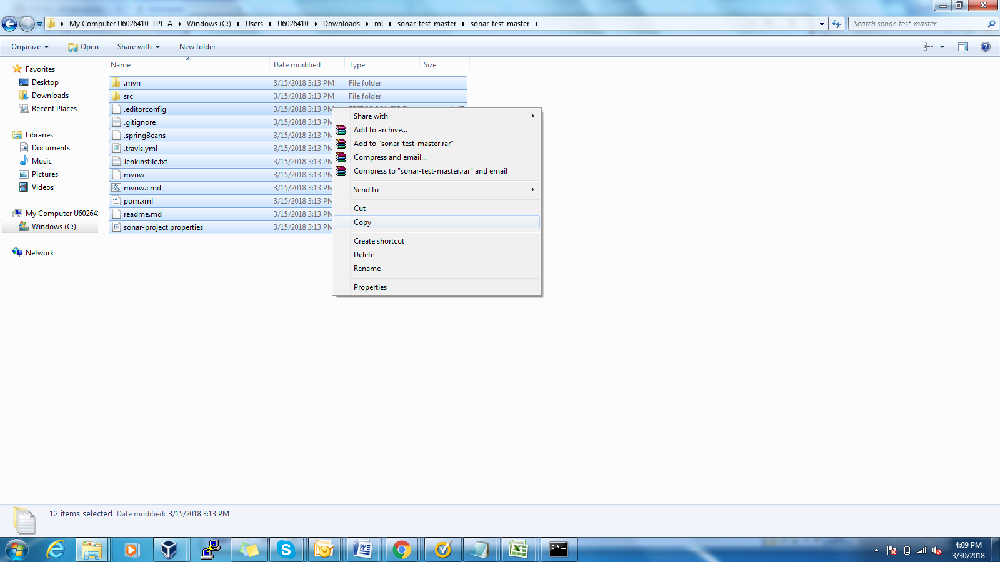 My Computer U6026410-TPL-A Windows (C:) Users U6026410 Downloads ml sonar-test-master sonar-test-master
Search sonar-test-master
Organize Open Share with New folder
Name Date modified Type Size
Favorites
Desktop
Downloads
Recent Places
Libraries
Documents
Music
Pictures
Videos
My Computer U602641
Windows (C:)
Network
.mvn 3/15/2018 3:13 PM File folder
src 3/15/2018 3:13 PM File folder
.editorconfig 3/15/2018 3:13 PM EDITORCONFIG Fil 1 KB
.gitignore 3/15/2018 3:13 PM
.springBeans 3/15/2018 3:13 PM
.travis.yml 3/15/2018 3:13 PM
Jenkinsfile.txt 3/15/2018 3:13 PM
mvnw 3/15/2018 3:13 PM
mvnw.cmd 3/15/2018 3:13 PM
pom.xml 3/15/2018 3:13 PM
readme.md 3/15/2018 3:13 PM
sonar-project.properties 3/15/2018 3:13 PM
Share with
Add to archive...
Add to "sonar-test-master.rar"
Compress and email...
Compress to "sonar-test-master.rar" and email
Send to
Cut
Copy
Create shortcut
Delete
Rename
Properties
12 items selected Date modified: 3/15/2018 3:13 PM
C:\_
4:09 PM
3/30/2018